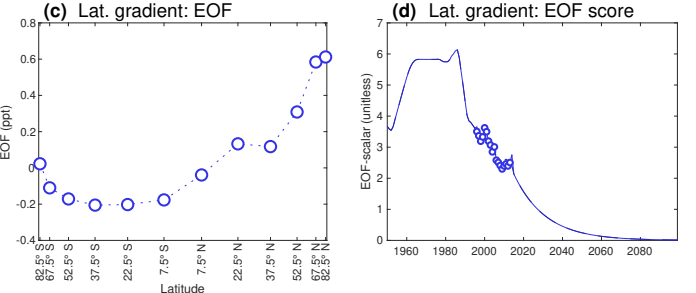 (c) Lat. gradient: EOF
0.8
0.6
0.4
0.2
0
-0.2
-0.4
EOF (ppt)
82.5° S
67.5° S
52.5° S
37.5° S
22.5° S
7.5° S
7.5° N
22.5° N
37.5° N
52.5° N
67.5° N
82.5° N
Latitude
(d) Lat. gradient: EOF score
7
6
5
4
3
2
1
0
EOF-scalar (unitless)
1960
1980
2000
2020
2040
2060
2080